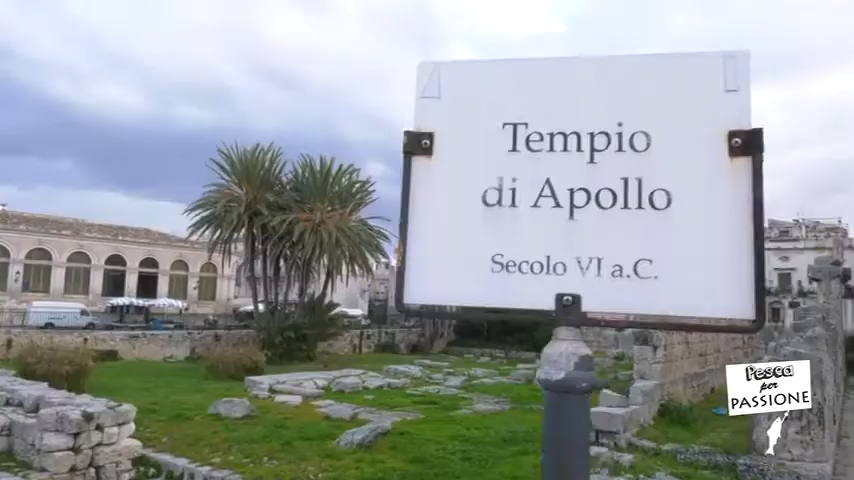 Tempio
di Apollo
Secolo VI a.C.
Pesca
per
PASSIONE